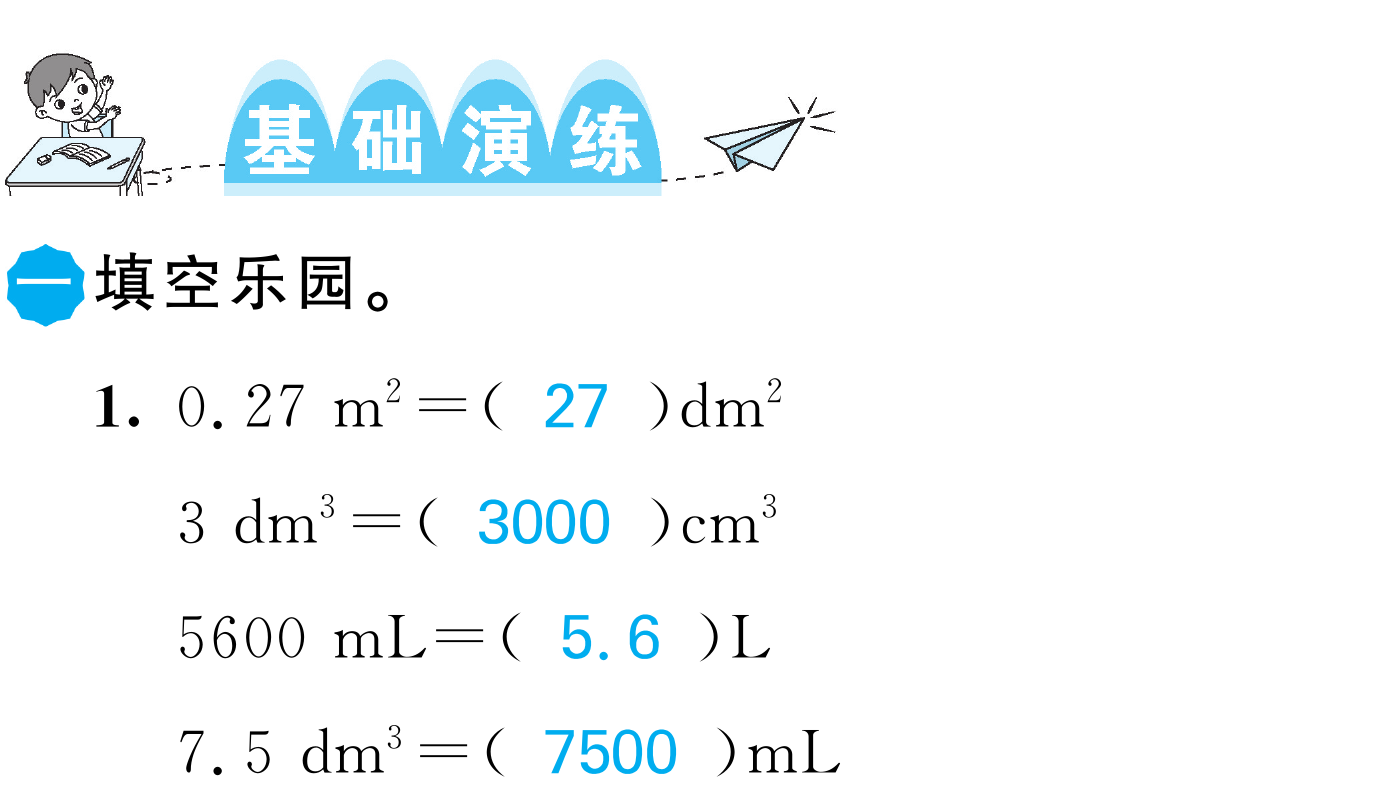 基础演练
一 填空乐园。
1. 0.27 m²=( 27 )dm²
3 dm³=( 3000 )cm³
5600 mL=( 5.6 )L
7.5 dm³=( 7500 )mL